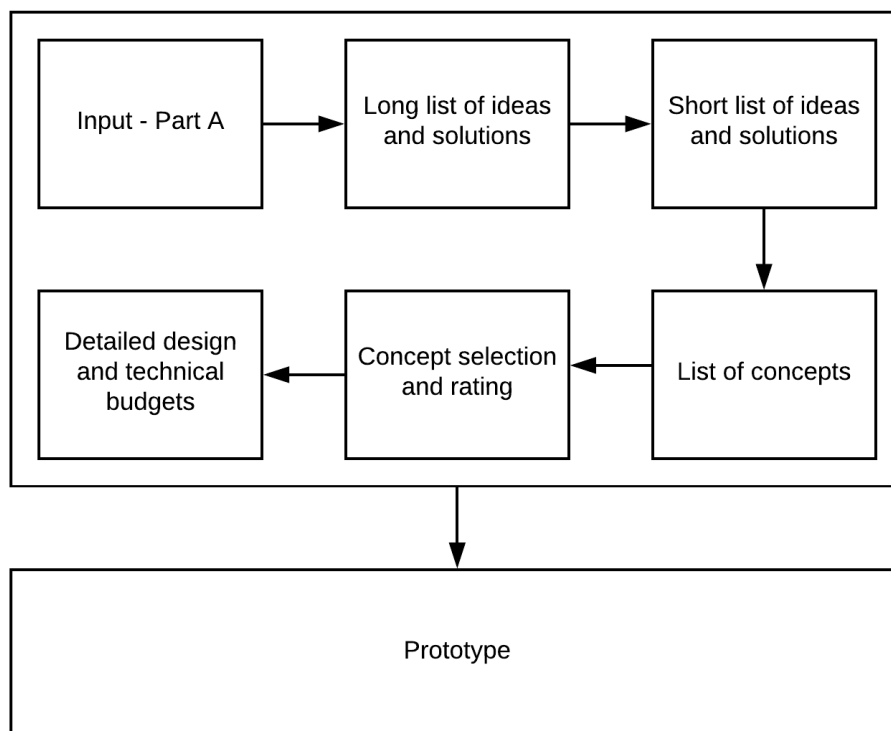 Input - Part A
Long list of ideas
and solutions
Short list of ideas
and solutions
Detailed design
and technical
budgets
Concept selection
and rating
List of concepts
Prototype